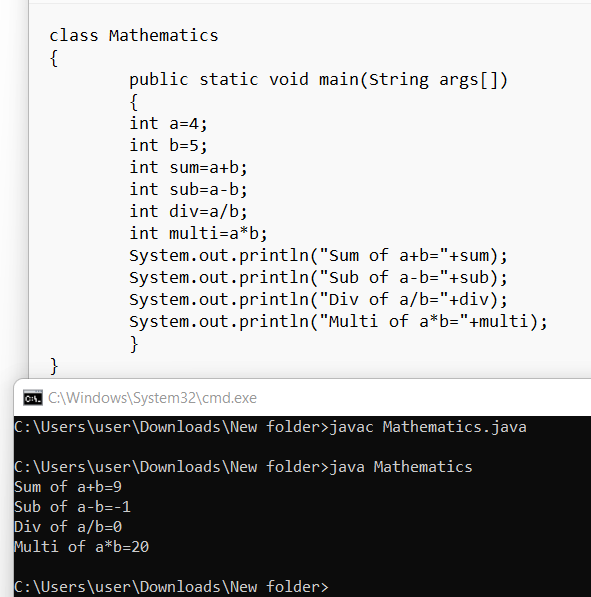 class Mathematics
{
public static void main(String args[])
{
int a=4;
int b=5;
int sum=a+b;
int sub=a-b;
int div=a/b;
int multi=a*b;
System.out.println("Sum of a+b="+sum);
System.out.println("Sub of a-b="+sub);
System.out.println("Div of a/b="+div);
System.out.println("Multi of a*b="+multi);
}
}
C:\Windows\System32\cmd.exe
C:\Users\user\Downloads\New folder>javac Mathematics.java
C:\Users\user\Downloads\New folder>java Mathematics
Sum of a+b=9
Sub of a-b=-1
Div of a/b=0
Multi of a*b=20
C:\Users\user\Downloads\New folder>